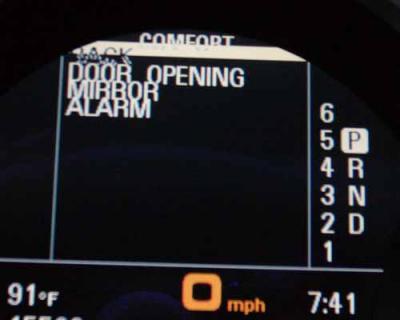 COMFORT
BACK
DOOR OPENING
MIRROR
ALARM
6
5 P
4 R
3 N
2 D
1
91°F 0 mph 7:41